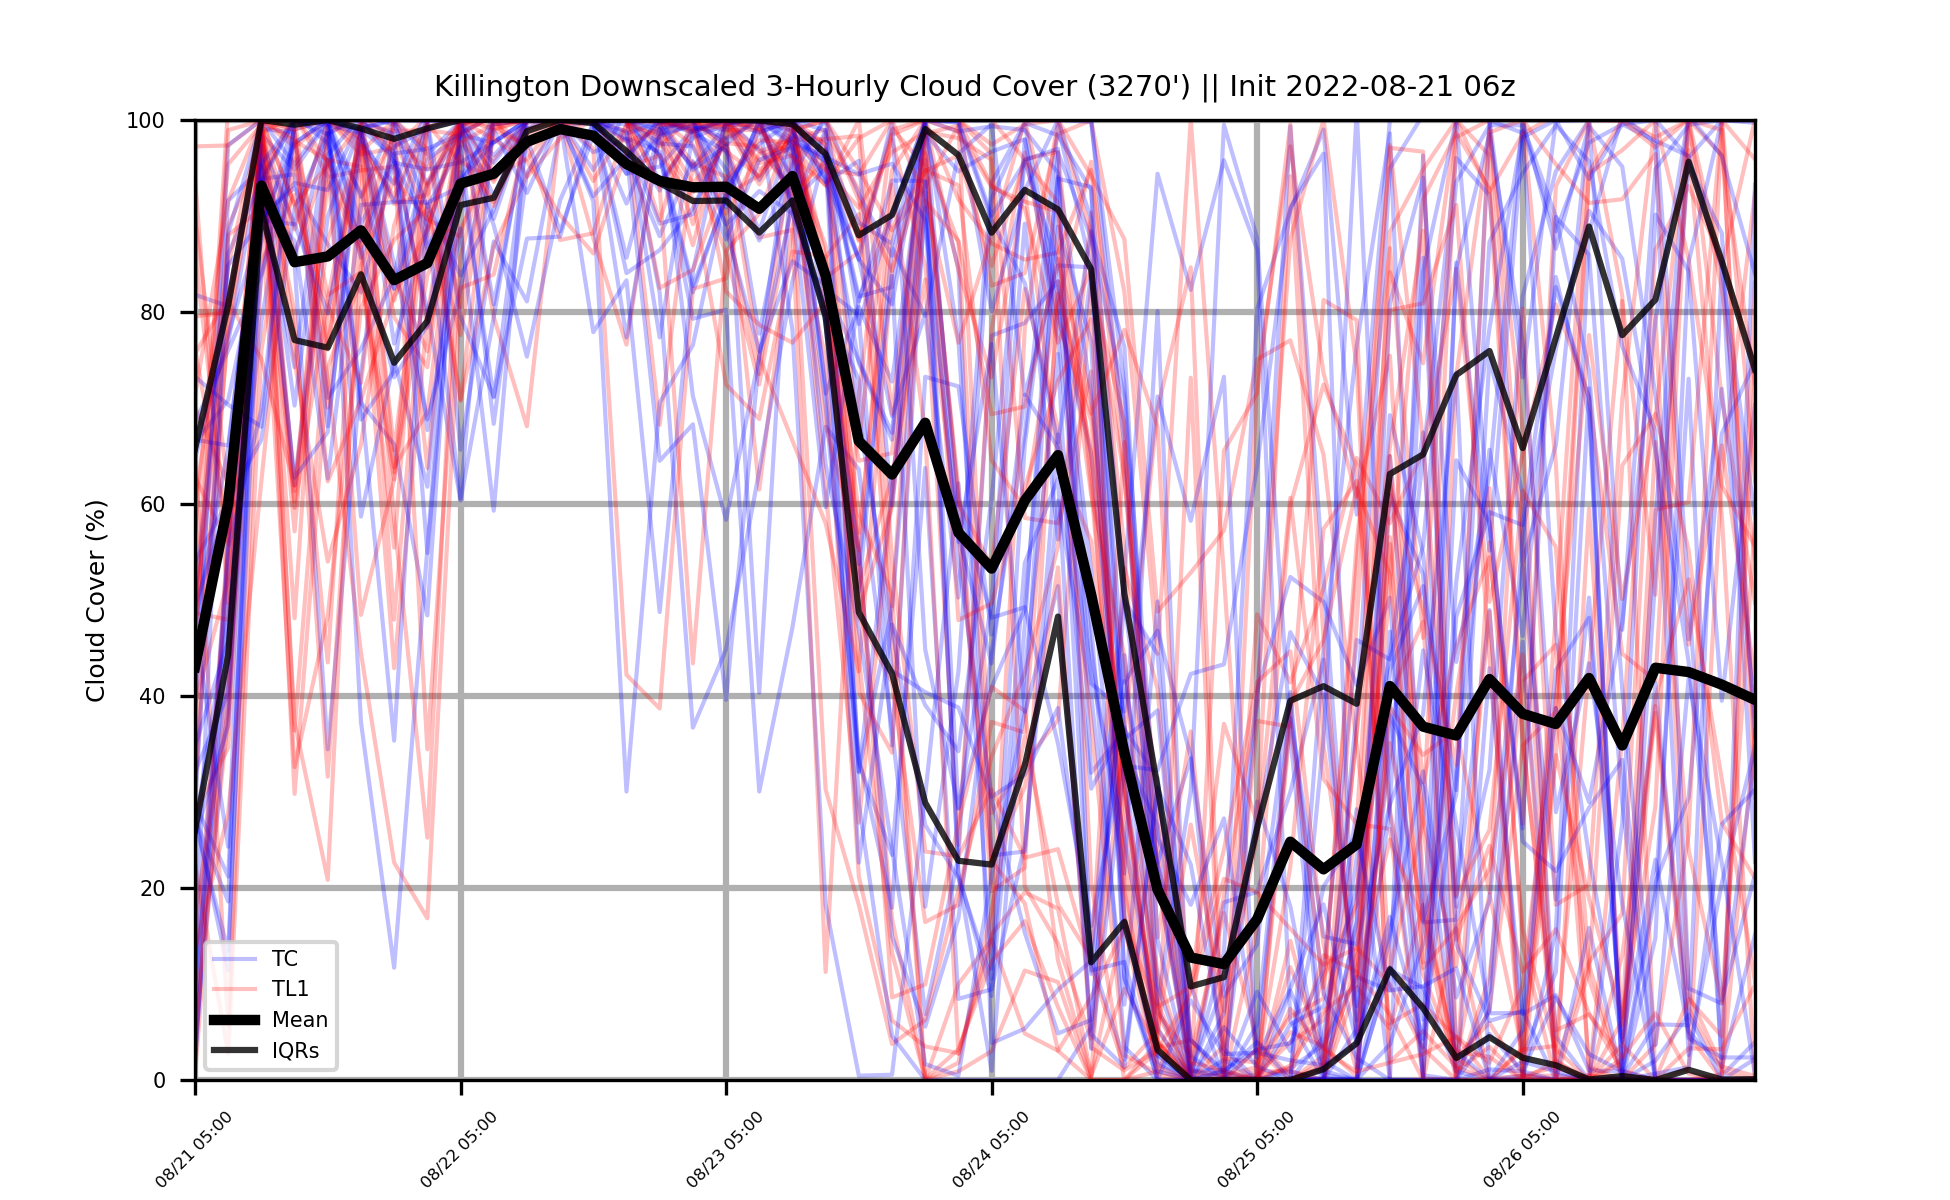 Killington Downscaled 3-Hourly Cloud Cover (3270') || Init 2022-08-21 06z
Cloud Cover (%)
100
80
60
40
20
0
TC
TL1
Mean
IQRs
08/21 05:00
08/22 05:00
08/23 05:00
08/24 05:00
08/25 05:00
08/26 05:00